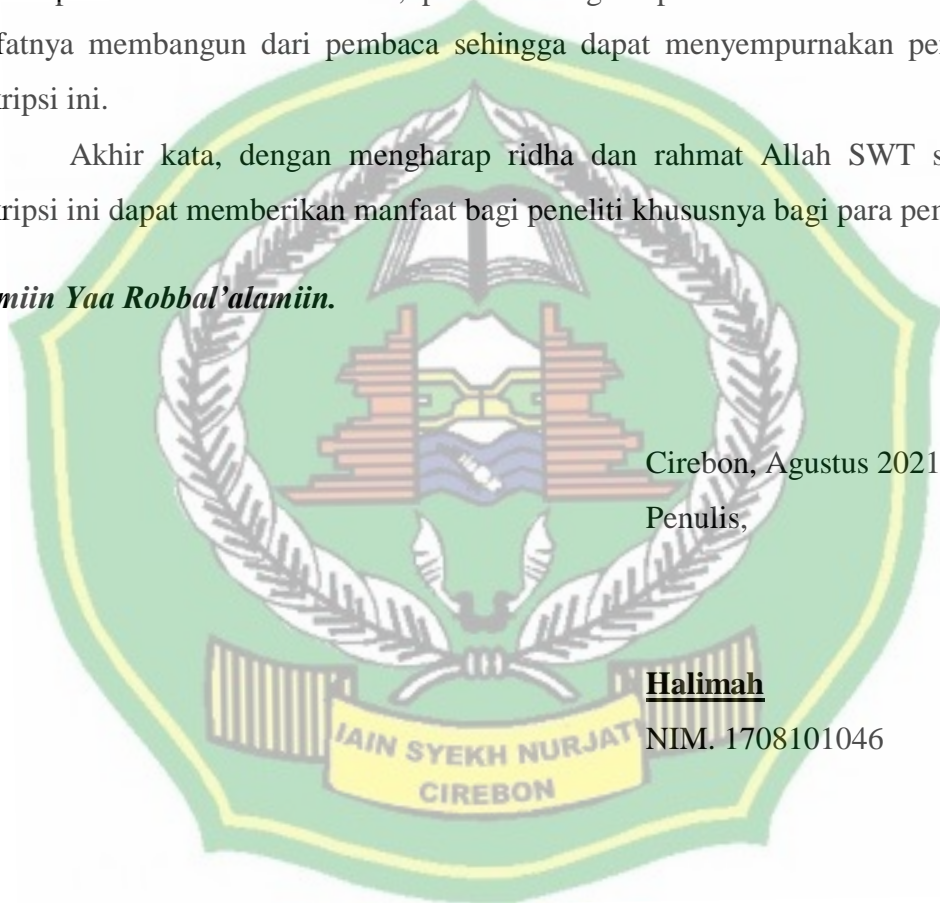 fatnya membangun dari pembaca sehingga dapat menyempurnakan pe
ripsi ini.
Akhir kata, dengan mengharap ridha dan rahmat Allah SWT s
ripsi ini dapat memberikan manfaat bagi peneliti khususnya bagi para pen
miin Yaa Robbal’alamiin.
Cirebon, Agustus 2021
Penulis,
Halimah
NIM. 1708101046
IAIN SYEKH NURJATI
CIREBON